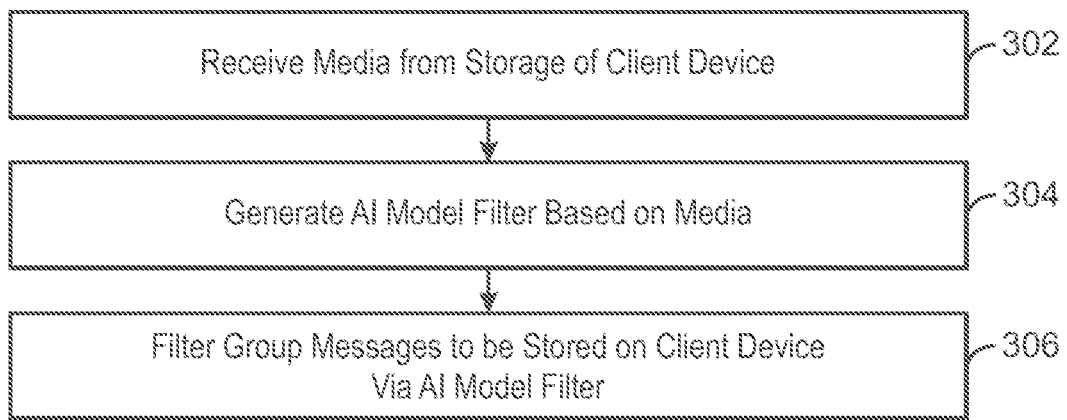 Receive Media from Storage of Client Device
302
Generate AI Model Filter Based on Media
304
Filter Group Messages to be Stored on Client Device
Via AI Model Filter
306